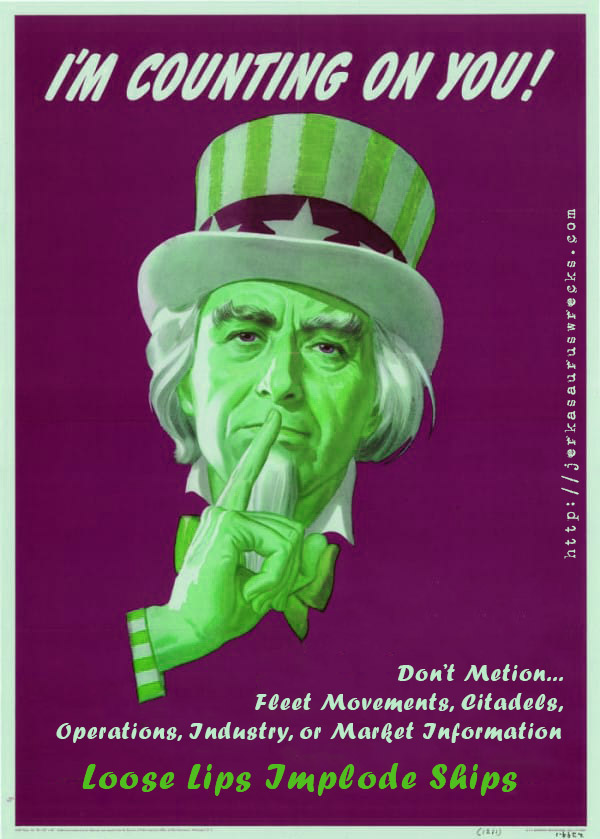 I'M COUNTING ON YOU!
http://jerkasauruswrecks.com
Don't Metion...
Fleet Movements, Citadels,
Operations, Industry, or Market Information
Loose Lips Implode Ships